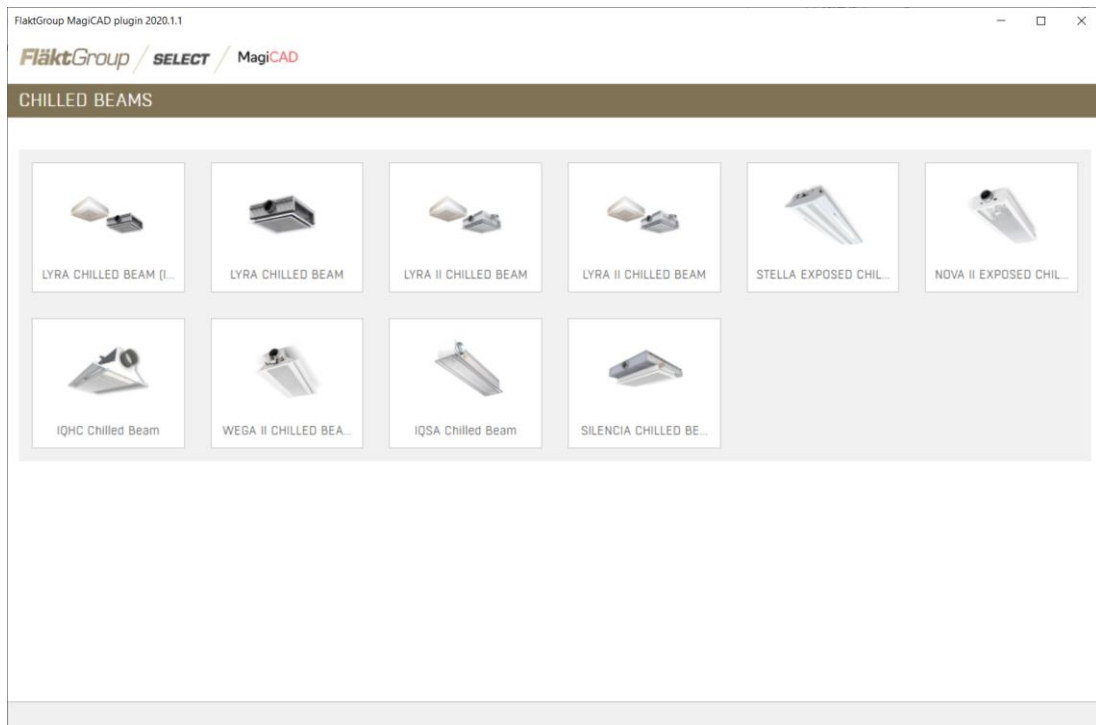 FlaktGroup MagiCAD plugin 2020.1.1
FläktGroup / SELECT / MagiCAD
CHILLED BEAMS
LYRA CHILLED BEAM (I...
LYRA CHILLED BEAM
LYRA II CHILLED BEAM
LYRA II CHILLED BEAM
STELLA EXPOSED CHIL...
NOVA II EXPOSED CHIL...
IQHC Chilled Beam
WEGA II CHILLED BEA...
IQSA Chilled Beam
SILENCIA CHILLED BE...